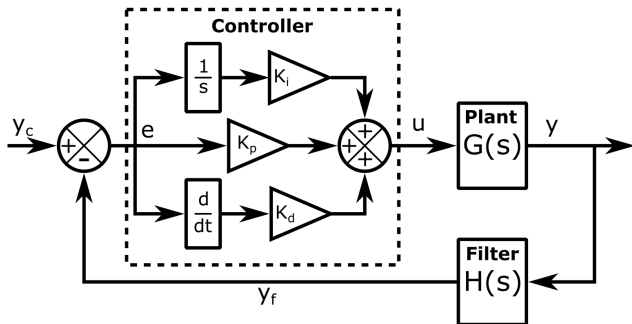 Controller
1
s
K_i
y_c
+
-
e
K_p
+
+
+
u
Plant
G(s)
y
d
dt
K_d
Filter
H(s)
y_f